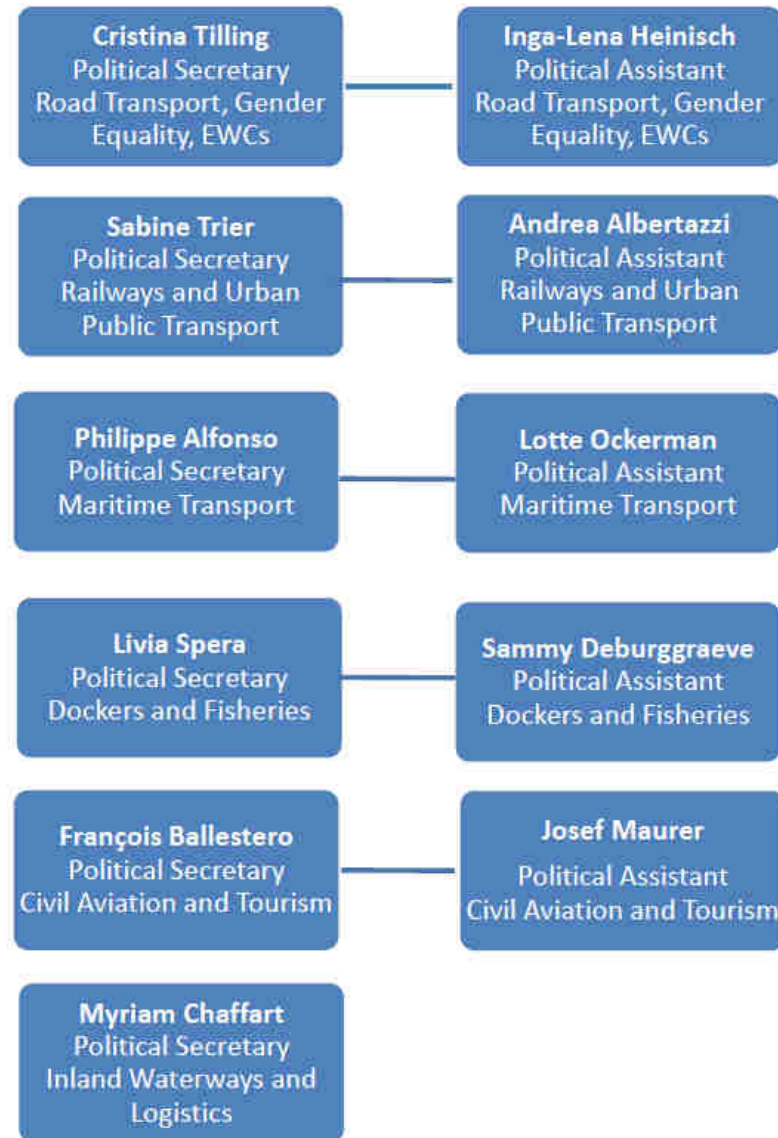 Cristina Tilling
Political Secretary
Road Transport, Gender
Equality, EWCs
Inga-Lena Heinisch
Political Assistant
Road Transport, Gender
Equality, EWCs
Sabine Trier
Political Secretary
Railways and Urban
Public Transport
Andrea Albertazzi
Political Assistant
Railways and Urban
Public Transport
Philippe Alfonso
Political Secretary
Maritime Transport
Lotte Ockerman
Political Assistant
Maritime Transport
Livia Spera
Political Secretary
Dockers and Fisheries
Sammy Deburggraeve
Political Assistant
Dockers and Fisheries
François Ballestero
Political Secretary
Civil Aviation and Tourism
Josef Maurer
Political Assistant
Civil Aviation and Tourism
Myriam Chaffart
Political Secretary
Inland Waterways and
Logistics